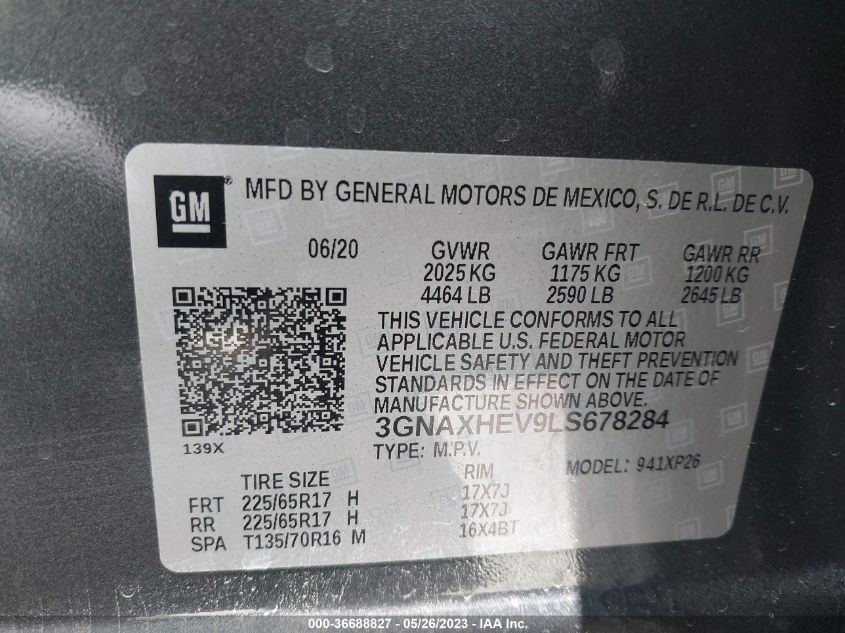 GM ® MFD BY GENERAL MOTORS DE MEXICO, S. DE R.L. DE C.V.
06/20 GVWR GAWR FRT GAWR RR
2025 KG 1175 KG 1200 KG
4464 LB 2590 LB 2645 LB
THIS VEHICLE CONFORMS TO ALL
APPLICABLE U.S. FEDERAL MOTOR
VEHICLE SAFETY AND THEFT PREVENTION
STANDARDS IN EFFECT ON THE DATE OF
MANUFACTURE SHOWN ABOVE.
3GNAXHEV9LS678284
139X
TYPE: M.P.V. MODEL: 941XP26
TIRE SIZE RIM
FRT 225/65R17 H 17X7J
RR 225/65R17 H 17X7J
SPA T135/70R16 M 16X4BT
000-36688827 - 05/26/2023 - IAA Inc.